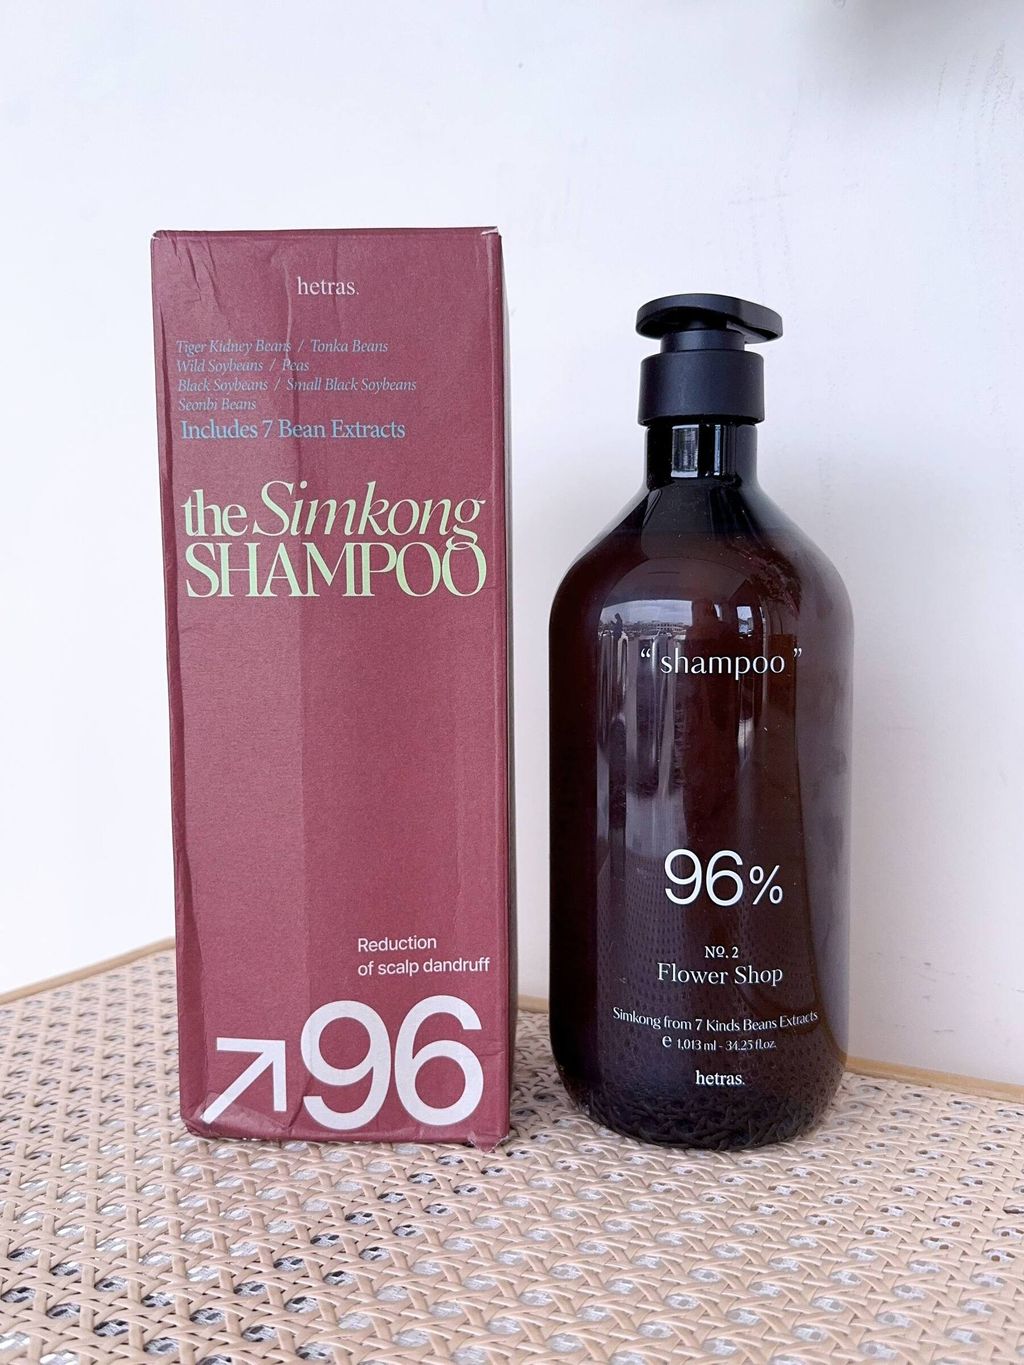 hetras.
Tiger Kidney Beans / Tonka Beans
Wild Soybeans / Peas
Black Soybeans / Small Black Soybeans
Seonbi Beans
Includes 7 Bean Extracts
the Simkong
SHAMPOO
Reduction
of scalp dandruff
↗96
“ shampoo ”
96%
Nº. 2
Flower Shop
Simkong from 7 Kinds Beans Extracts
e 1,013 ml - 34.25 fl.oz.
hetras.